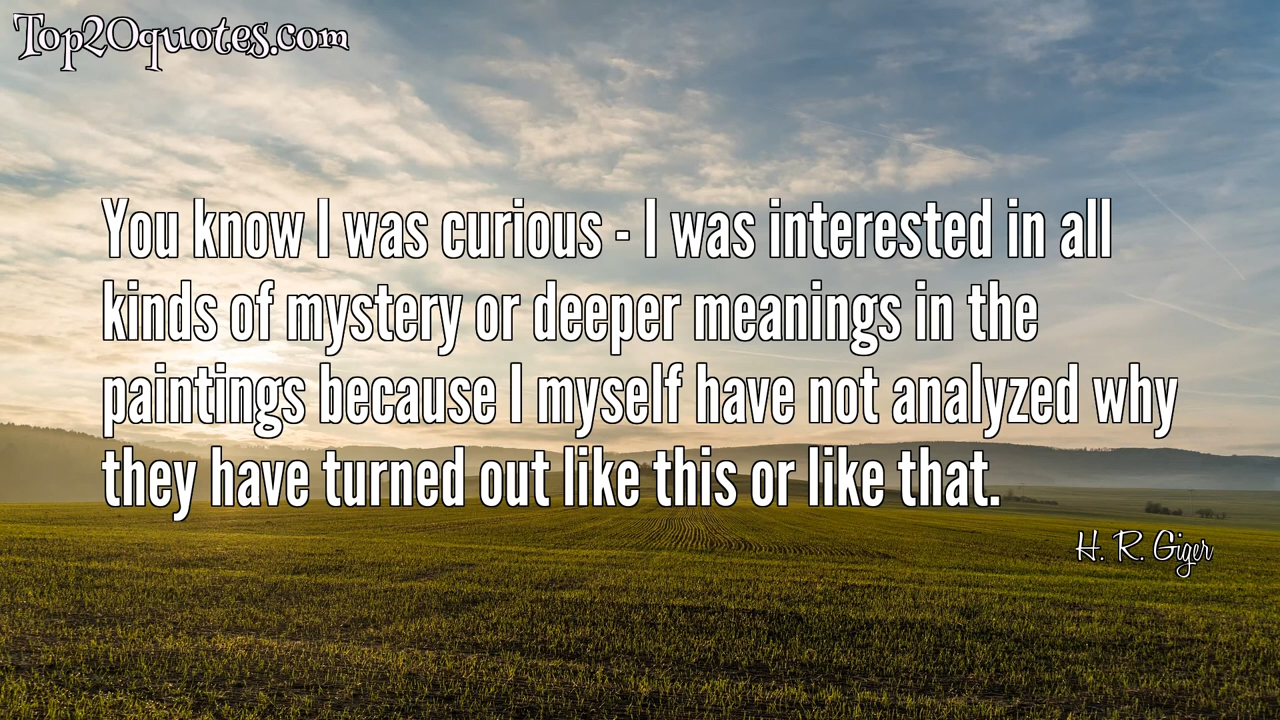 Top20quotes.com
You know I was curious - I was interested in all
kinds of mystery or deeper meanings in the
paintings because I myself have not analyzed why
they have turned out like this or like that.
H. R. Giger